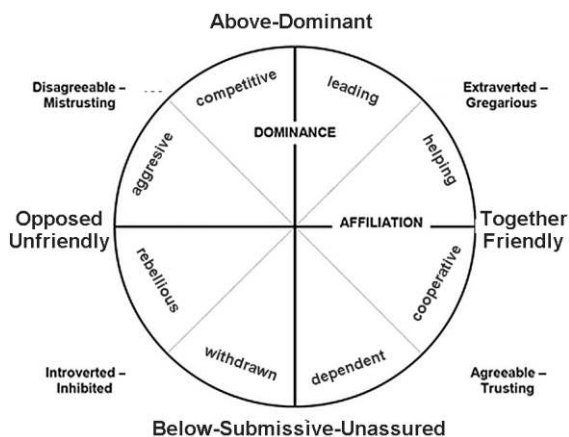 Above-Dominant
Disagreeable –
Mistrusting
competitive
leading
Extraverted –
Gregarious
DOMINANCE
aggresive
helping
Opposed
Unfriendly
AFFILIATION
Together
Friendly
rebellious
cooperative
Introverted –
Inhibited
withdrawn
dependent
Agreeable –
Trusting
Below-Submissive-Unassured